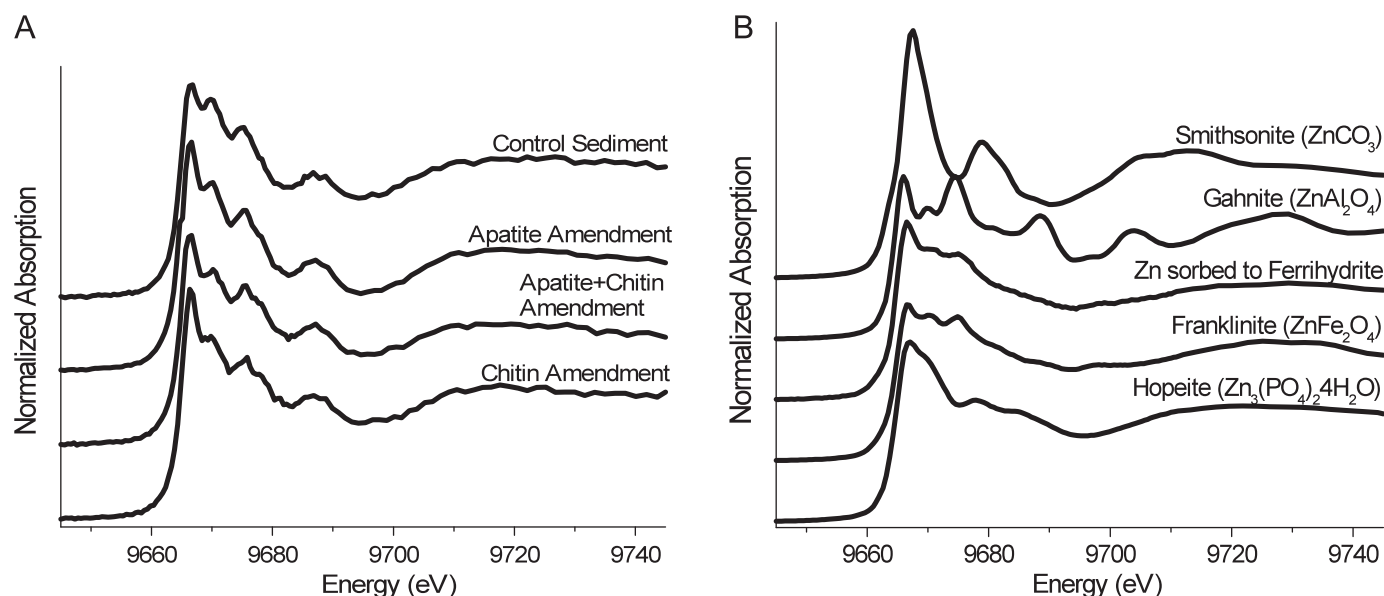 A
Control Sediment
Apatite Amendment
Apatite+Chitin
Amendment
Chitin Amendment
Normalized Absorption
9660 9680 9700 9720 9740
Energy (eV)
B
Smithsonite (ZnCO3)
Gahnite (ZnAl2O4)
Zn sorbed to Ferrihydrite
Franklinite (ZnFe2O4)
Hopeite (Zn3(PO4)24H2O)
Normalized Absorption
9660 9680 9700 9720 9740
Energy (eV)